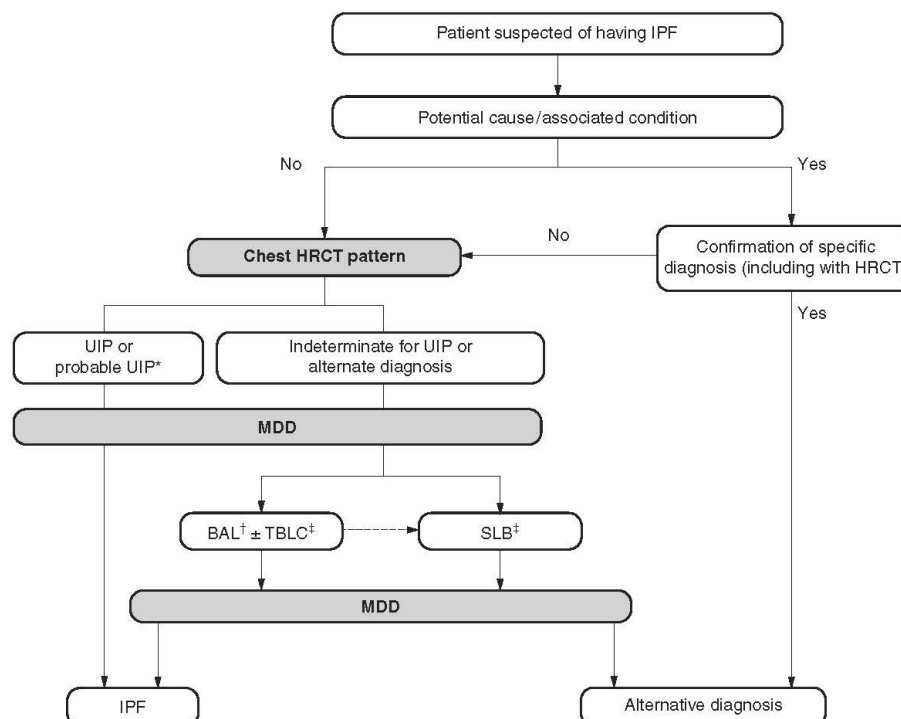 Patient suspected of having IPF
Potential cause/associated condition
No
Yes
Chest HRCT pattern
No
Confirmation of specific
diagnosis (including with HRCT
Yes
UIP or
probable UIP*
Indeterminate for UIP or
alternate diagnosis
MDD
BAL† ± TBLC‡
SLB‡
MDD
IPF
Alternative diagnosis